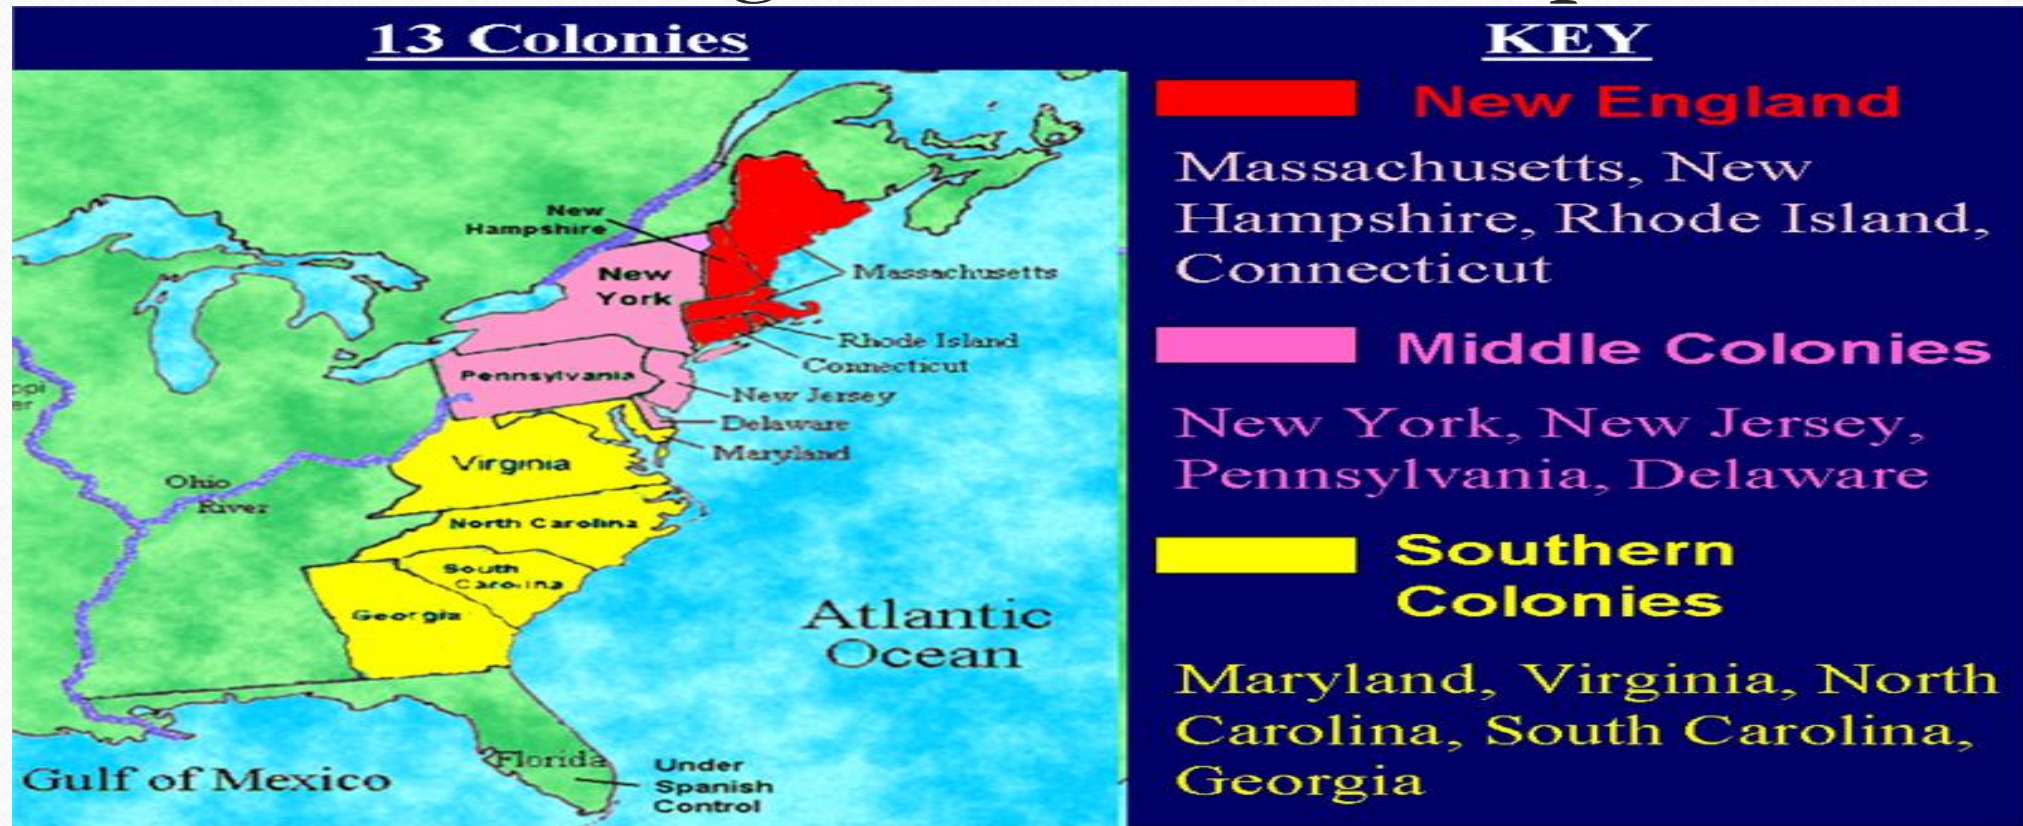 13 Colonies
KEY
New England
Massachusetts, New
Hampshire, Rhode Island,
Connecticut
Middle Colonies
New York, New Jersey,
Pennsylvania, Delaware
Southern
Colonies
Maryland, Virginia, North
Carolina, South Carolina,
Georgia
New
Hampshire
New
York
Massachusetts
Rhode Island
Connecticut
Pennsylvania
New Jersey
Delaware
Maryland
Virginia
Ohio
River
North Carolina
South
Carolina
Georgia
Atlantic
Ocean
Florida
Under
Spanish
Control
Gulf of Mexico